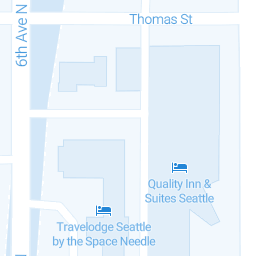 Thomas St
6th Ave N
Quality Inn &
Suites Seattle
Travelodge Seattle
by the Space Needle